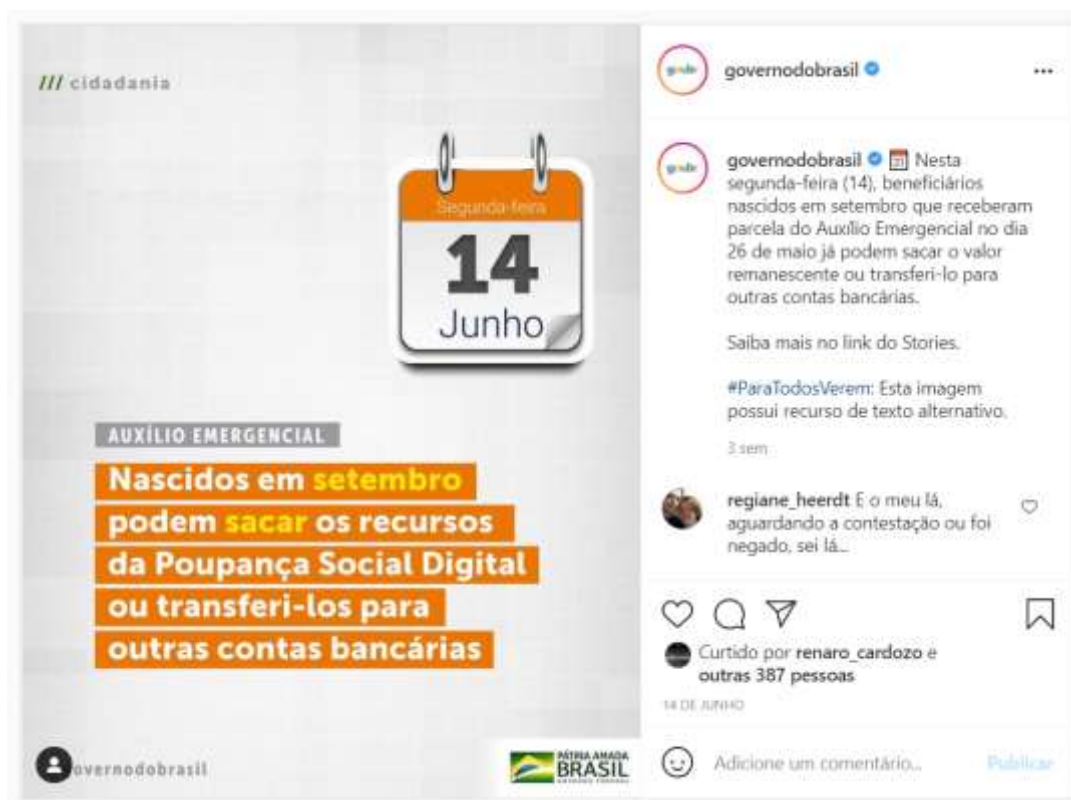 /// cidadania
Segunda-feira
14
Junho
AUXÍLIO EMERGENCIAL
Nascidos em setembro
podem sacar os recursos
da Poupança Social Digital
ou transferi-los para
outras contas bancárias
overnodobrasil
PÁTRIA AMADA
BRASIL
GOVERNO FEDERAL
governodobrasil
governodobrasil Nesta
segunda-feira (14), beneficiários
nascidos em setembro que receberam
parcela do Auxílio Emergencial no dia
26 de maio já podem sacar o valor
remanescente ou transferi-lo para
outras contas bancárias.
Saiba mais no link do Stories.
#ParaTodosVerem: Esta imagem
possui recurso de texto alternativo.
3 sem
regiane_heerdt E o meu lá,
aguardando a contestação ou foi
negado, sei lá...
Curtido por renaro_cardozo e
outras 387 pessoas
14 DE JUNHO
Adicione um comentário...
Publicar